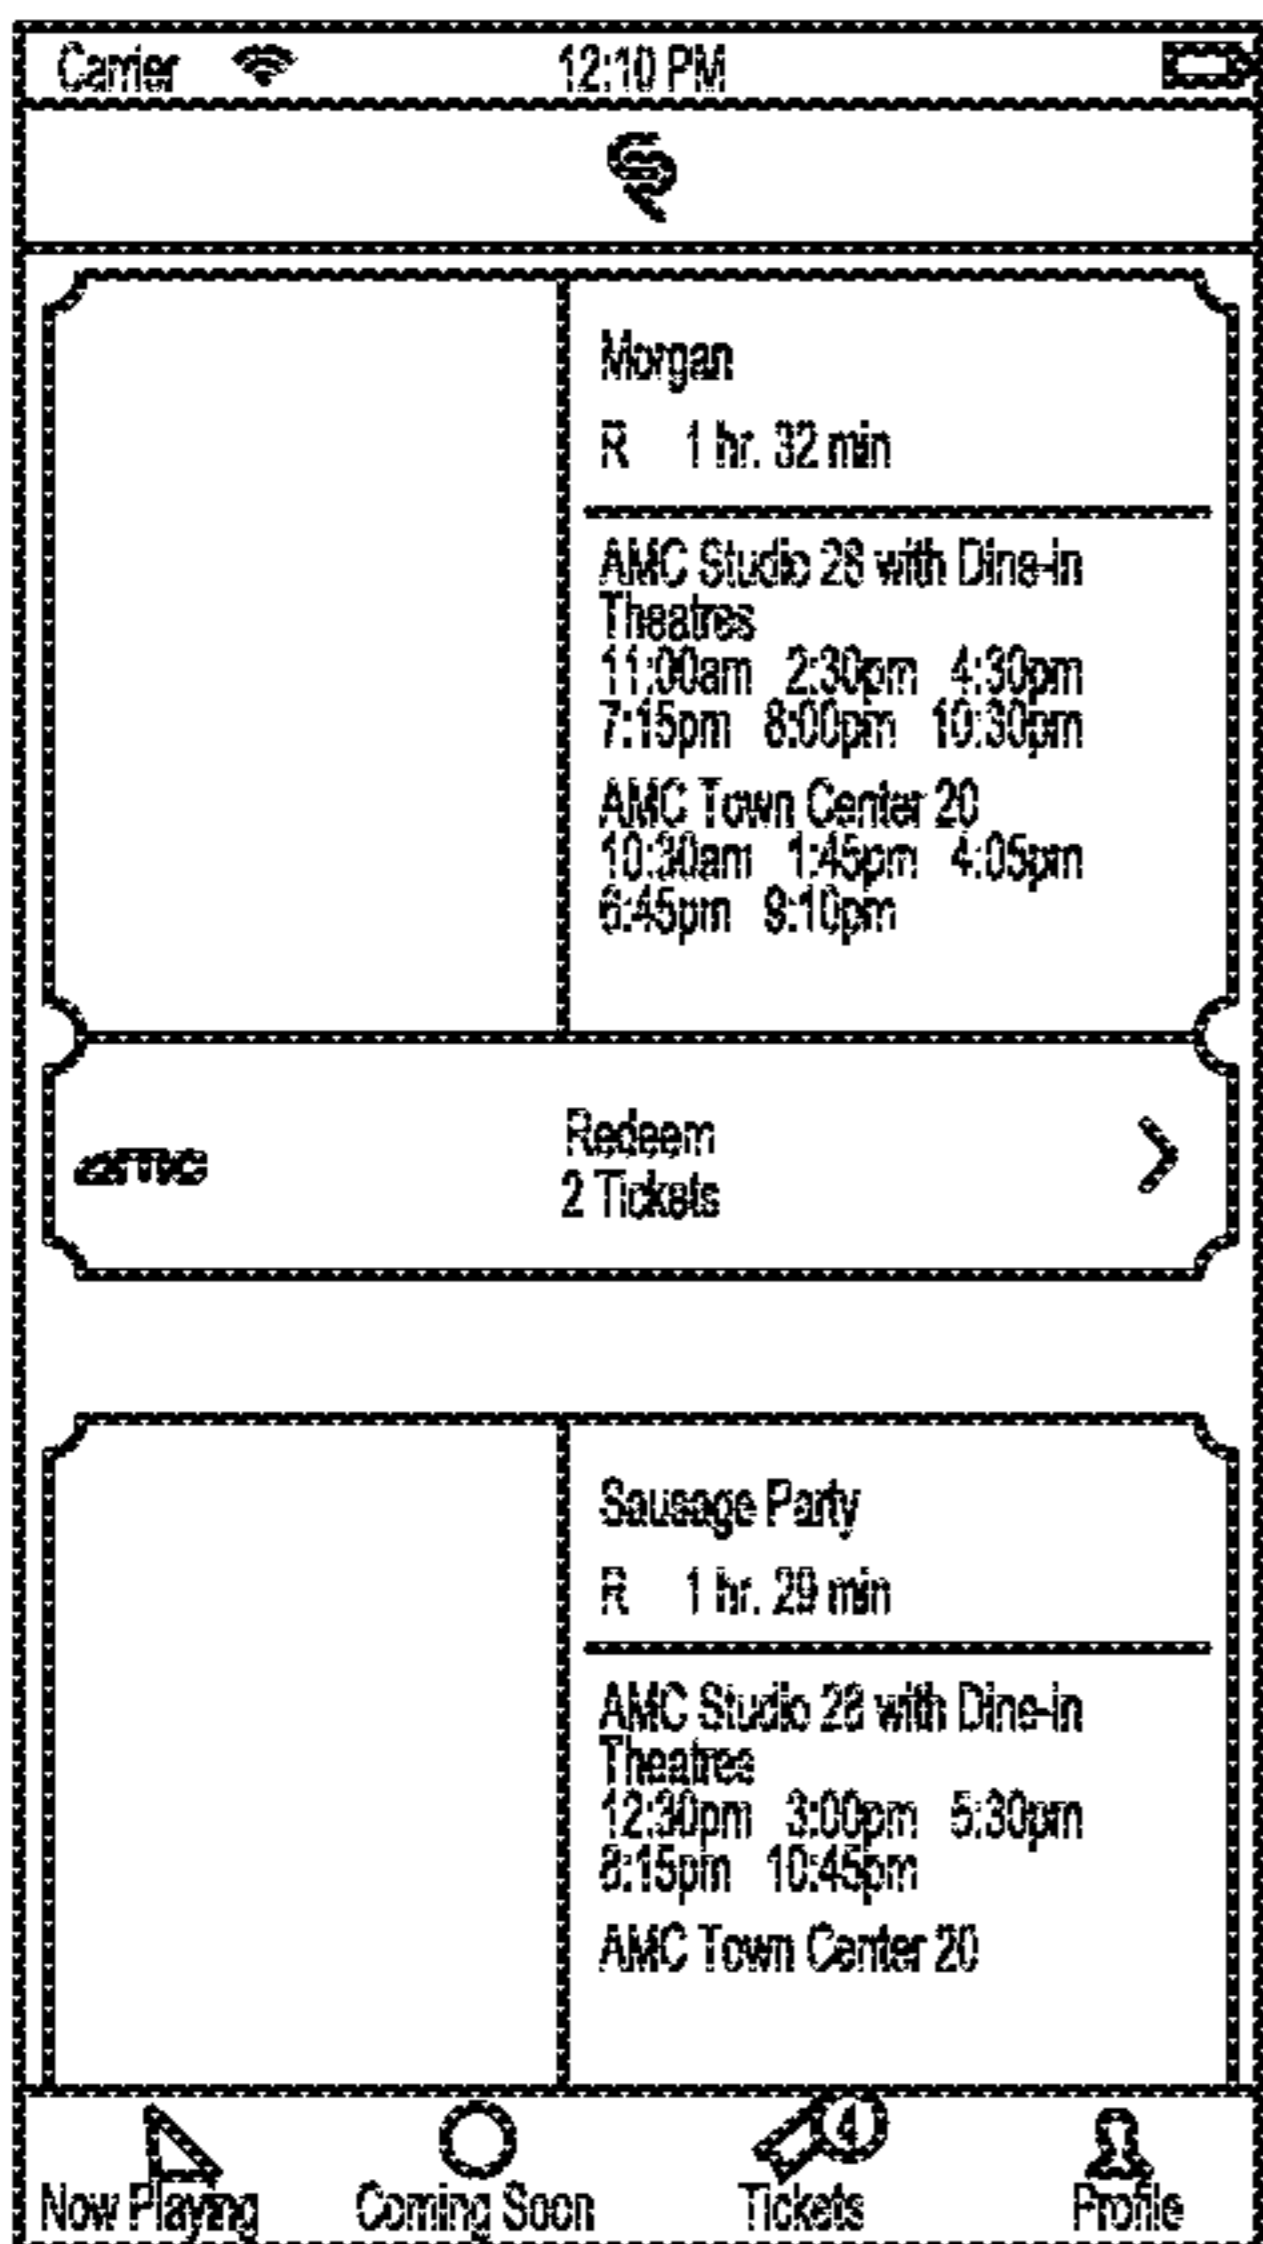 Carrier 12:10 PM
Morgan
R 1 hr. 32 min
AMC Studio 28 with Dine-in
Theatres
11:00am 2:30pm 4:30pm
7:15pm 8:00pm 10:30pm
AMC Town Center 20
10:30am 1:45pm 4:05pm
6:45pm 9:10pm
amc
Redeem
2 Tickets
Sausage Party
R 1 hr. 29 min
AMC Studio 28 with Dine-in
Theatres
12:30pm 3:00pm 5:30pm
8:15pm 10:45pm
AMC Town Center 20
4
Now Playing Coming Soon Tickets Profile